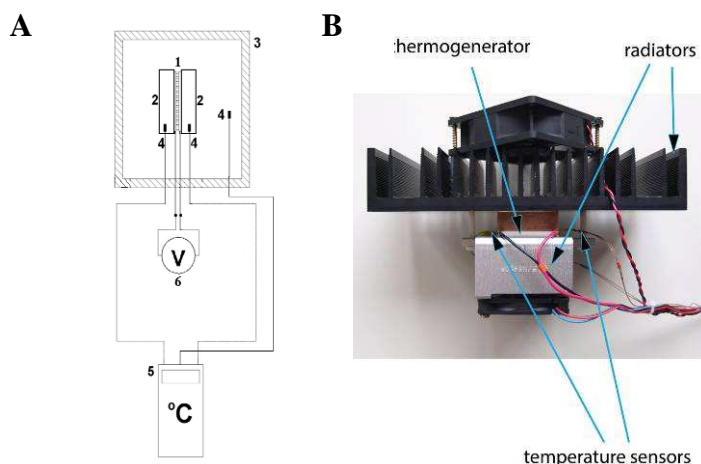 A
B
3
1
2
2
4
4
4
V
6
5
°C
thermogenerator
radiators
temperature sensors